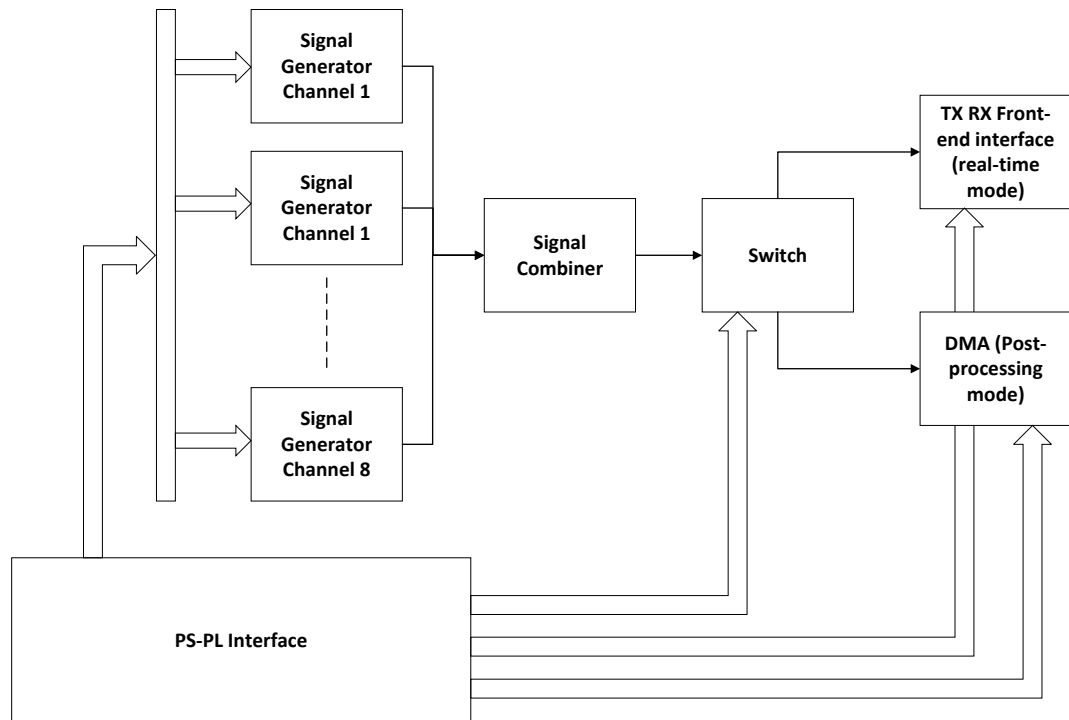 Signal
Generator
Channel 1
Signal
Generator
Channel 1
Signal
Generator
Channel 8
Signal
Combiner
Switch
TX RX Front-
end interface
(real-time
mode)
DMA (Post-
processing
mode)
PS-PL Interface